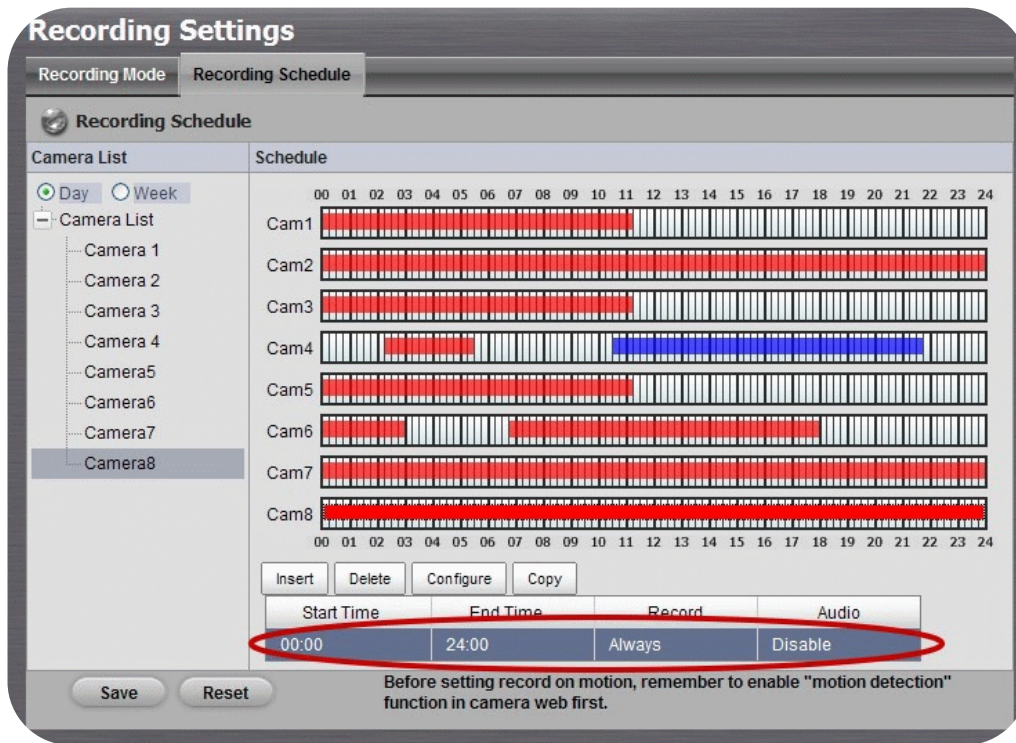 Recording Settings
Recording Mode Recording Schedule
Recording Schedule
Camera List Schedule
Day Week
Camera List
Camera 1
Camera 2
Camera 3
Camera 4
Camera5
Camera6
Camera7
Camera8
00 01 02 03 04 05 06 07 08 09 10 11 12 13 14 15 16 17 18 19 20 21 22 23 24
Cam1
Cam2
Cam3
Cam4
Cam5
Cam6
Cam7
Cam8
00 01 02 03 04 05 06 07 08 09 10 11 12 13 14 15 16 17 18 19 20 21 22 23 24
Insert Delete Configure Copy
Start Time End Time Record Audio
00:00 24:00 Always Disable
Save Reset
Before setting record on motion, remember to enable "motion detection"
function in camera web first.